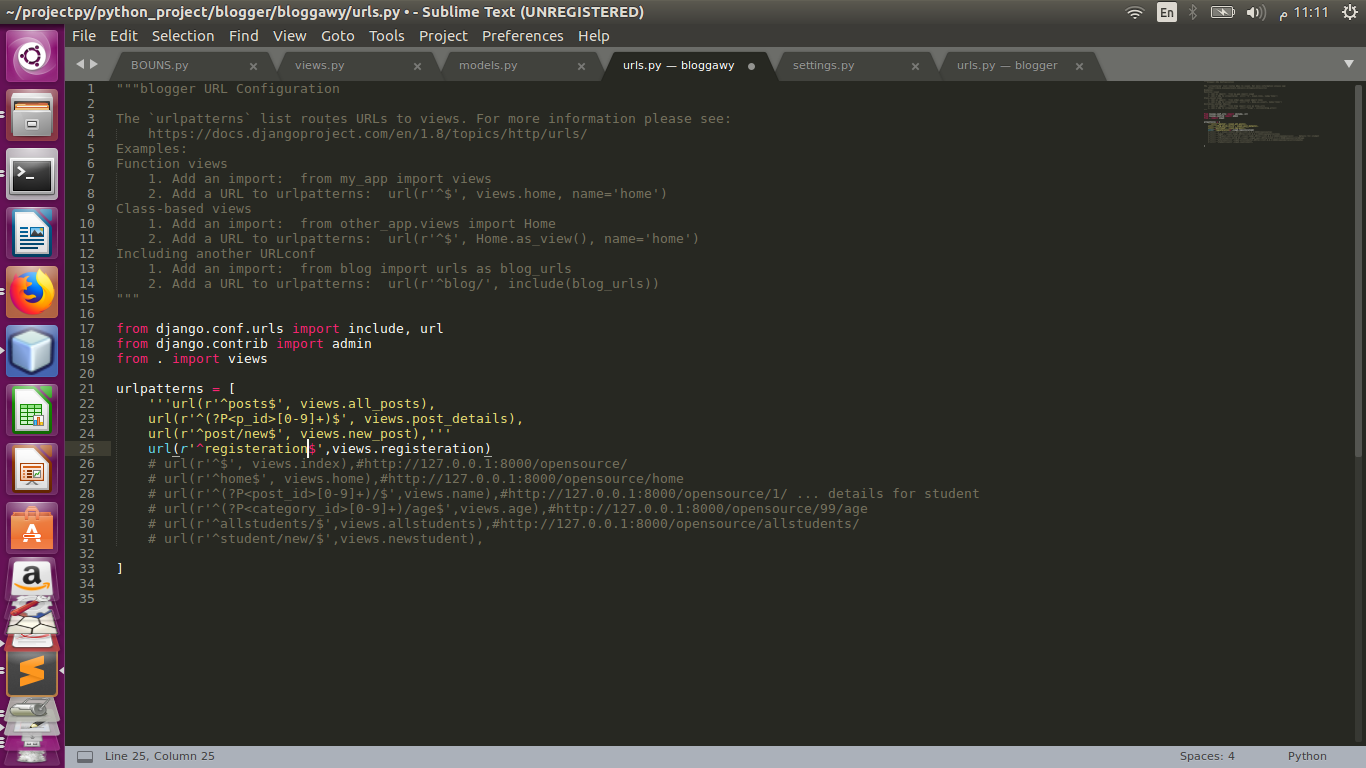 ~/projectpy/python_project/blogger/bloggawy/urls.py • - Sublime Text (UNREGISTERED)
En
11:11 م
File Edit Selection Find View Goto Tools Project Preferences Help
BOUNS.py × views.py × models.py × urls.py — bloggawy ● settings.py × urls.py — blogger ×
1 """blogger URL Configuration
2
3 The `urlpatterns` list routes URLs to views. For more information please see:
4     https://docs.djangoproject.com/en/1.8/topics/http/urls/
5 Examples:
6 Function views
7     1. Add an import:  from my_app import views
8     2. Add a URL to urlpatterns:  url(r'^$', views.home, name='home')
9 Class-based views
10     1. Add an import:  from other_app.views import Home
11     2. Add a URL to urlpatterns:  url(r'^$', Home.as_view(), name='home')
12 Including another URLconf
13     1. Add an import:  from blog import urls as blog_urls
14     2. Add a URL to urlpatterns:  url(r'^blog/', include(blog_urls))
15 """
16
17 from django.conf.urls import include, url
18 from django.contrib import admin
19 from . import views
20
21 urlpatterns = [
22     '''url(r'^posts$', views.all_posts),
23     url(r'^(?P<p_id>[0-9]+)$', views.post_details),
24     url(r'^post/new$', views.new_post),'''
25     url(r'^registeration$',views.registeration)
26     # url(r'^$', views.index),#http://127.0.0.1:8000/opensource/
27     # url(r'^home$', views.home),#http://127.0.0.1:8000/opensource/home
28     # url(r'^(?P<post_id>[0-9]+)/$',views.name),#http://127.0.0.1:8000/opensource/1/ ... details for student
29     # url(r'^(?P<category_id>[0-9]+)/age$',views.age),#http://127.0.0.1:8000/opensource/99/age
30     # url(r'^allstudents/$',views.allstudents),#http://127.0.0.1:8000/opensource/allstudents/
31     # url(r'^student/new/$',views.newstudent),
32
33 ]
34
35
Line 25, Column 25
Spaces: 4 Python